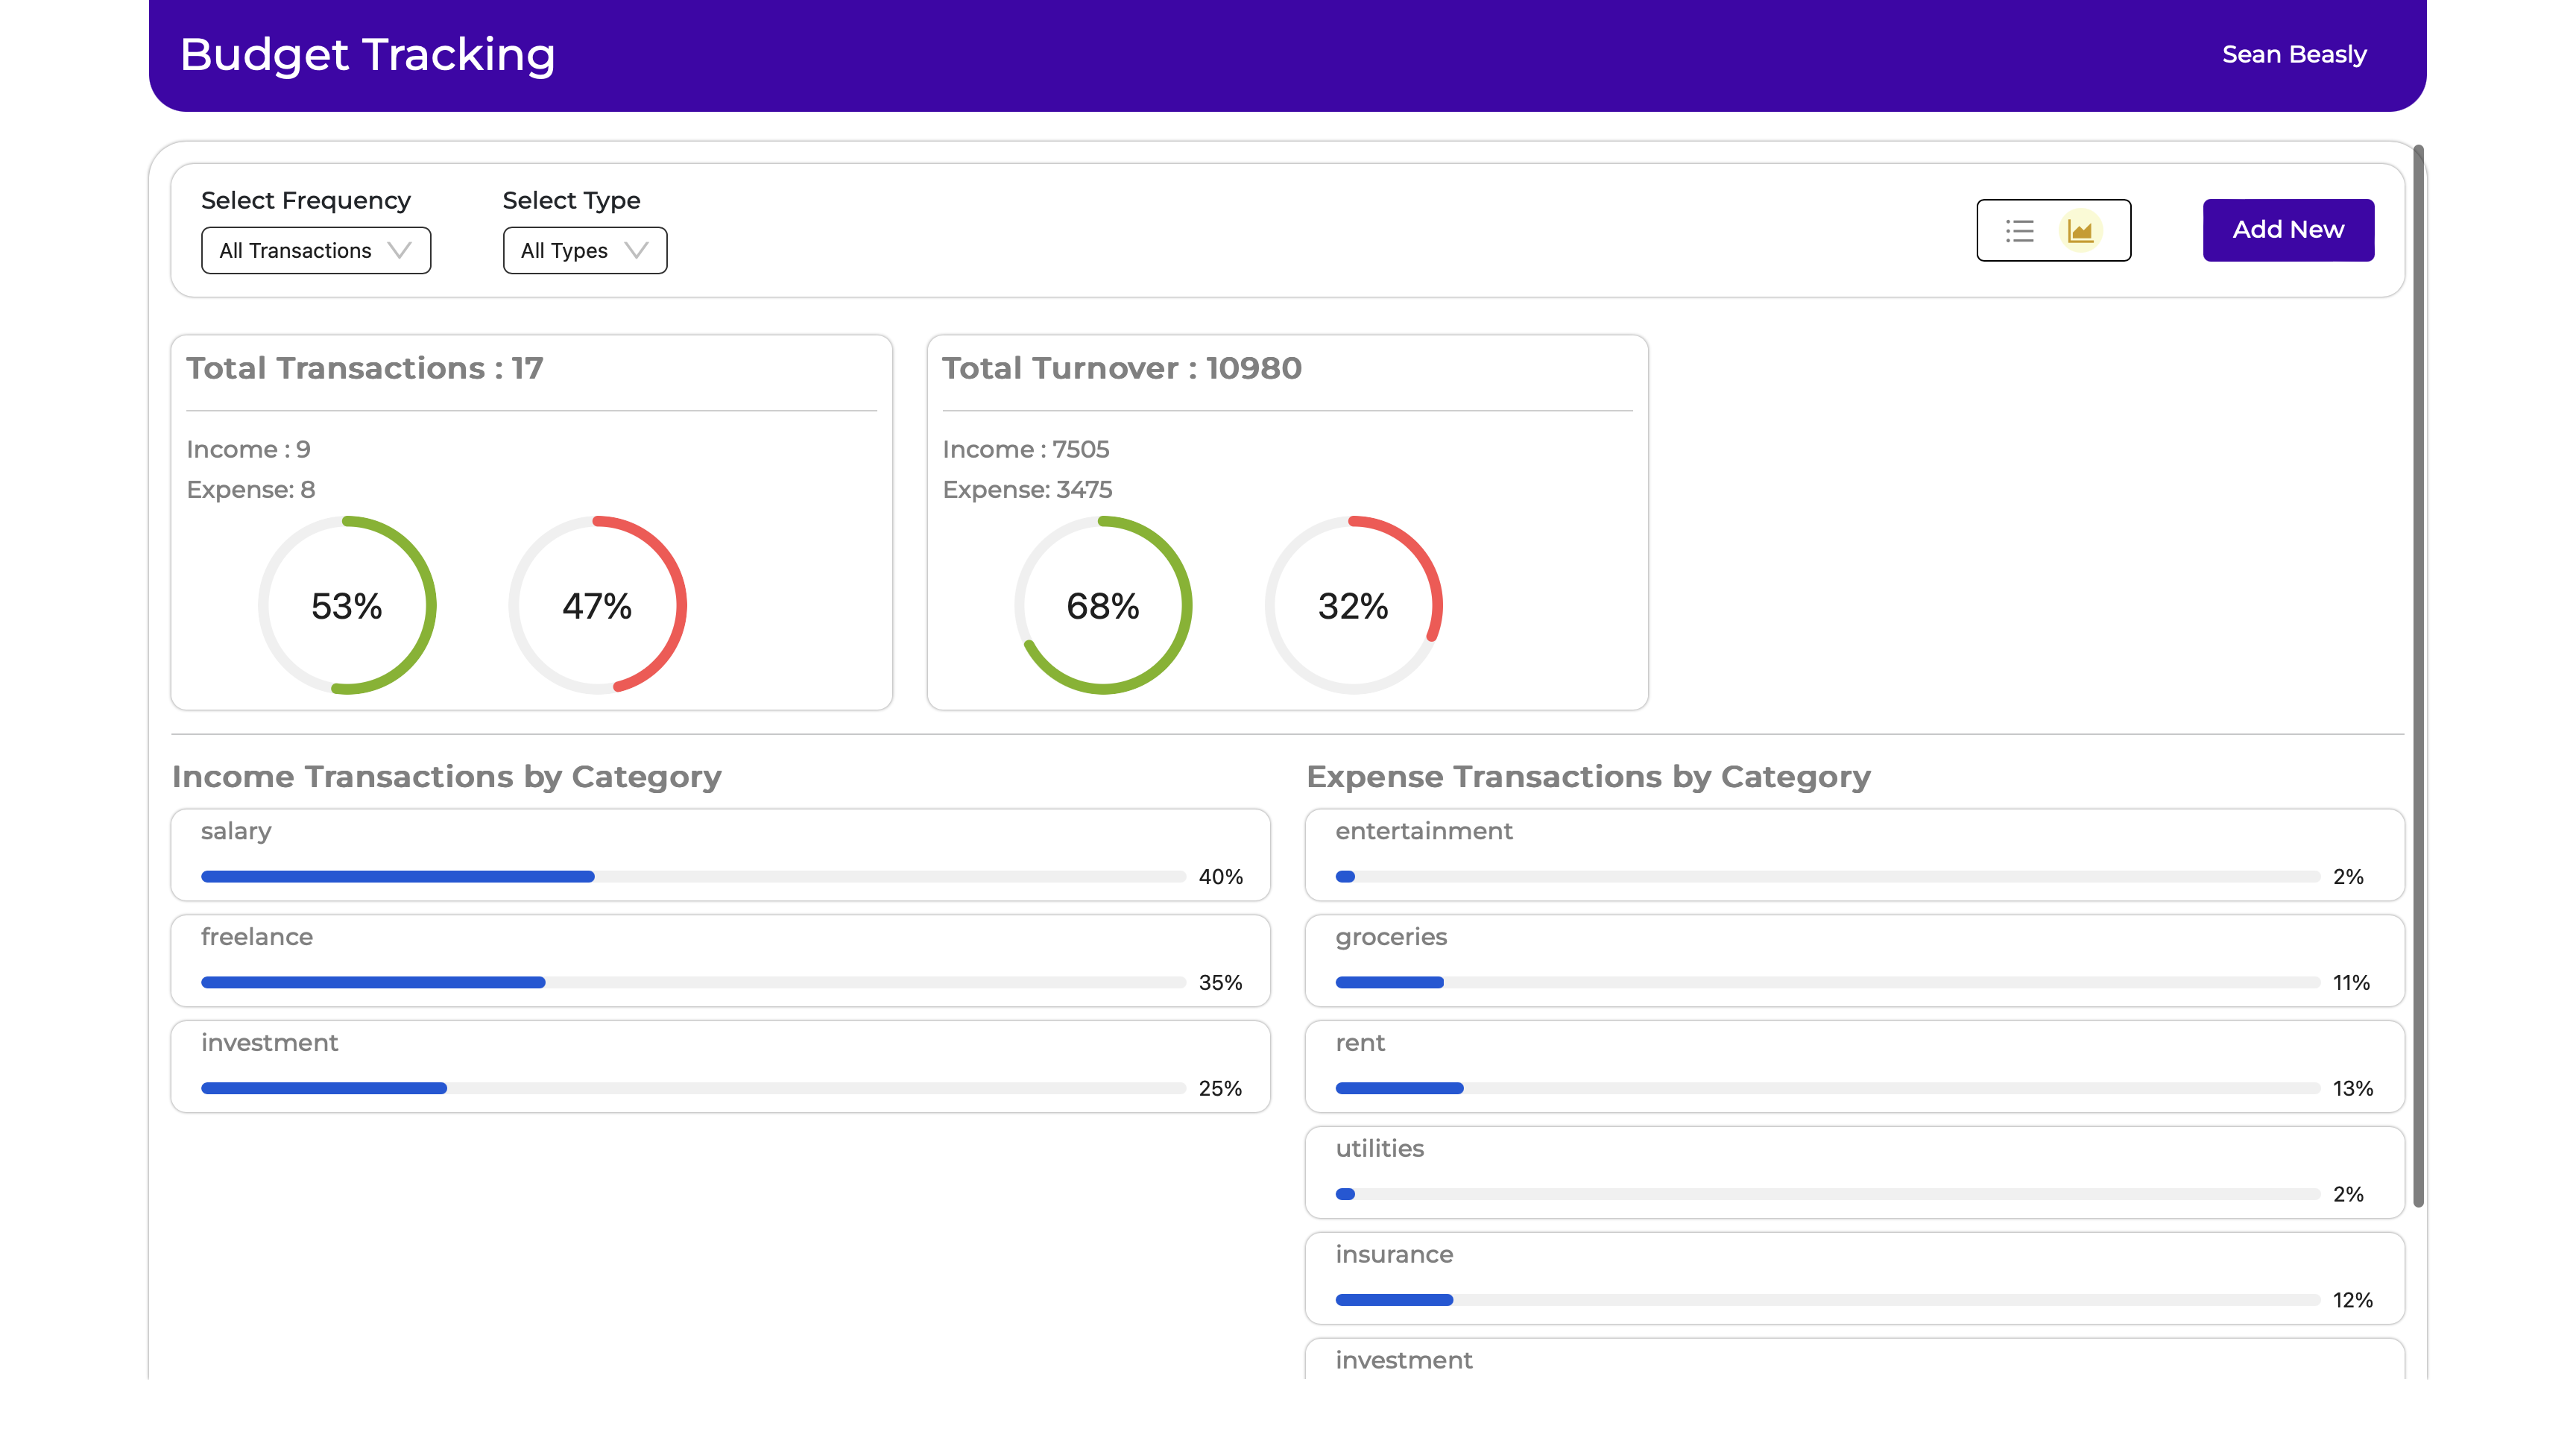 Budget Tracking
Sean Beasly
Select Frequency
Select Type
All Transactions
All Types
Add New
Total Transactions : 17
Income : 9
Expense: 8
53%
47%
Total Turnover : 10980
Income : 7505
Expense: 3475
68%
32%
Income Transactions by Category
salary
40%
freelance
35%
investment
25%
Expense Transactions by Category
entertainment
2%
groceries
11%
rent
13%
utilities
2%
insurance
12%
investment